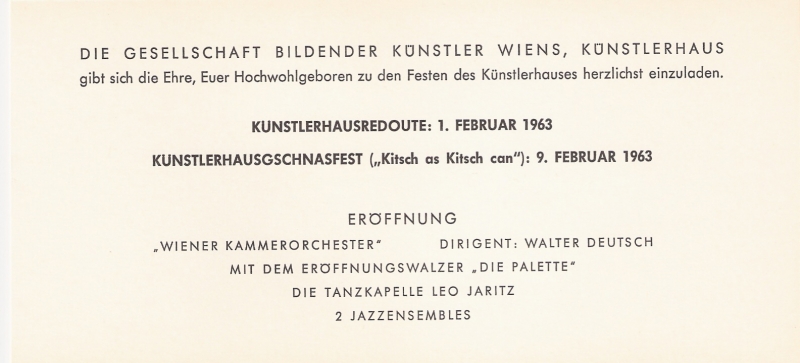 DIE GESELLSCHAFT BILDENDER KÜNSTLER WIENS, KÜNSTLERHAUS
gibt sich die Ehre, Euer Hochwohlgeboren zu den Festen des Künstlerhauses herzlichst einzuladen.
KUNSTLERHAUSREDOUTE: 1. FEBRUAR 1963
KUNSTLERHAUSGSCHNASFEST („Kitsch as Kitsch can“): 9. FEBRUAR 1963
ERÖFFNUNG
„WIENER KAMMERORCHESTER“ DIRIGENT: WALTER DEUTSCH
MIT DEM ERÖFFNUNGSWALZER „DIE PALETTE“
DIE TANZKAPELLE LEO JARITZ
2 JAZZENSEMBLES